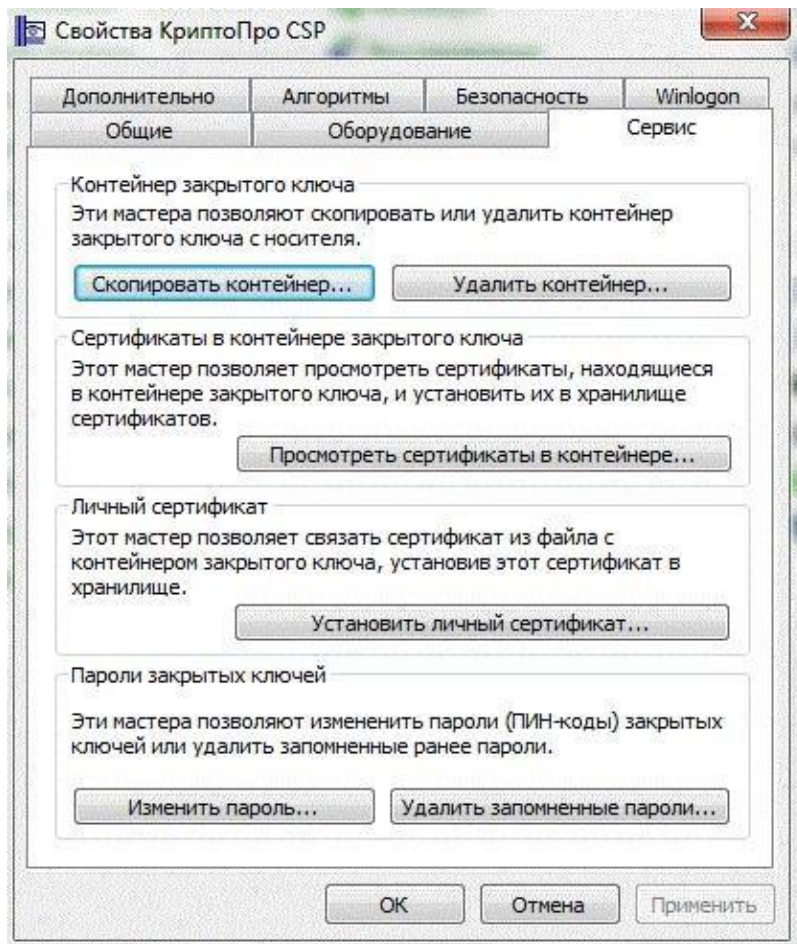 Свойства КриптоПро CSP
Дополнительно Алгоритмы Безопасность Winlogon
Общие Оборудование Сервис
Контейнер закрытого ключа
Эти мастера позволяют скопировать или удалить контейнер
закрытого ключа с носителя.
Скопировать контейнер... Удалить контейнер...
Сертификаты в контейнере закрытого ключа
Этот мастер позволяет просмотреть сертификаты, находящиеся
в контейнере закрытого ключа, и установить их в хранилище
сертификатов.
Просмотреть сертификаты в контейнере...
Личный сертификат
Этот мастер позволяет связать сертификат из файла с
контейнером закрытого ключа, установив этот сертификат в
хранилище.
Установить личный сертификат...
Пароли закрытых ключей
Эти мастера позволяют измененить пароли (ПИН-коды) закрытых
ключей или удалить запомненные ранее пароли.
Изменить пароль... Удалить запомненные пароли...
ОК Отмена Применить